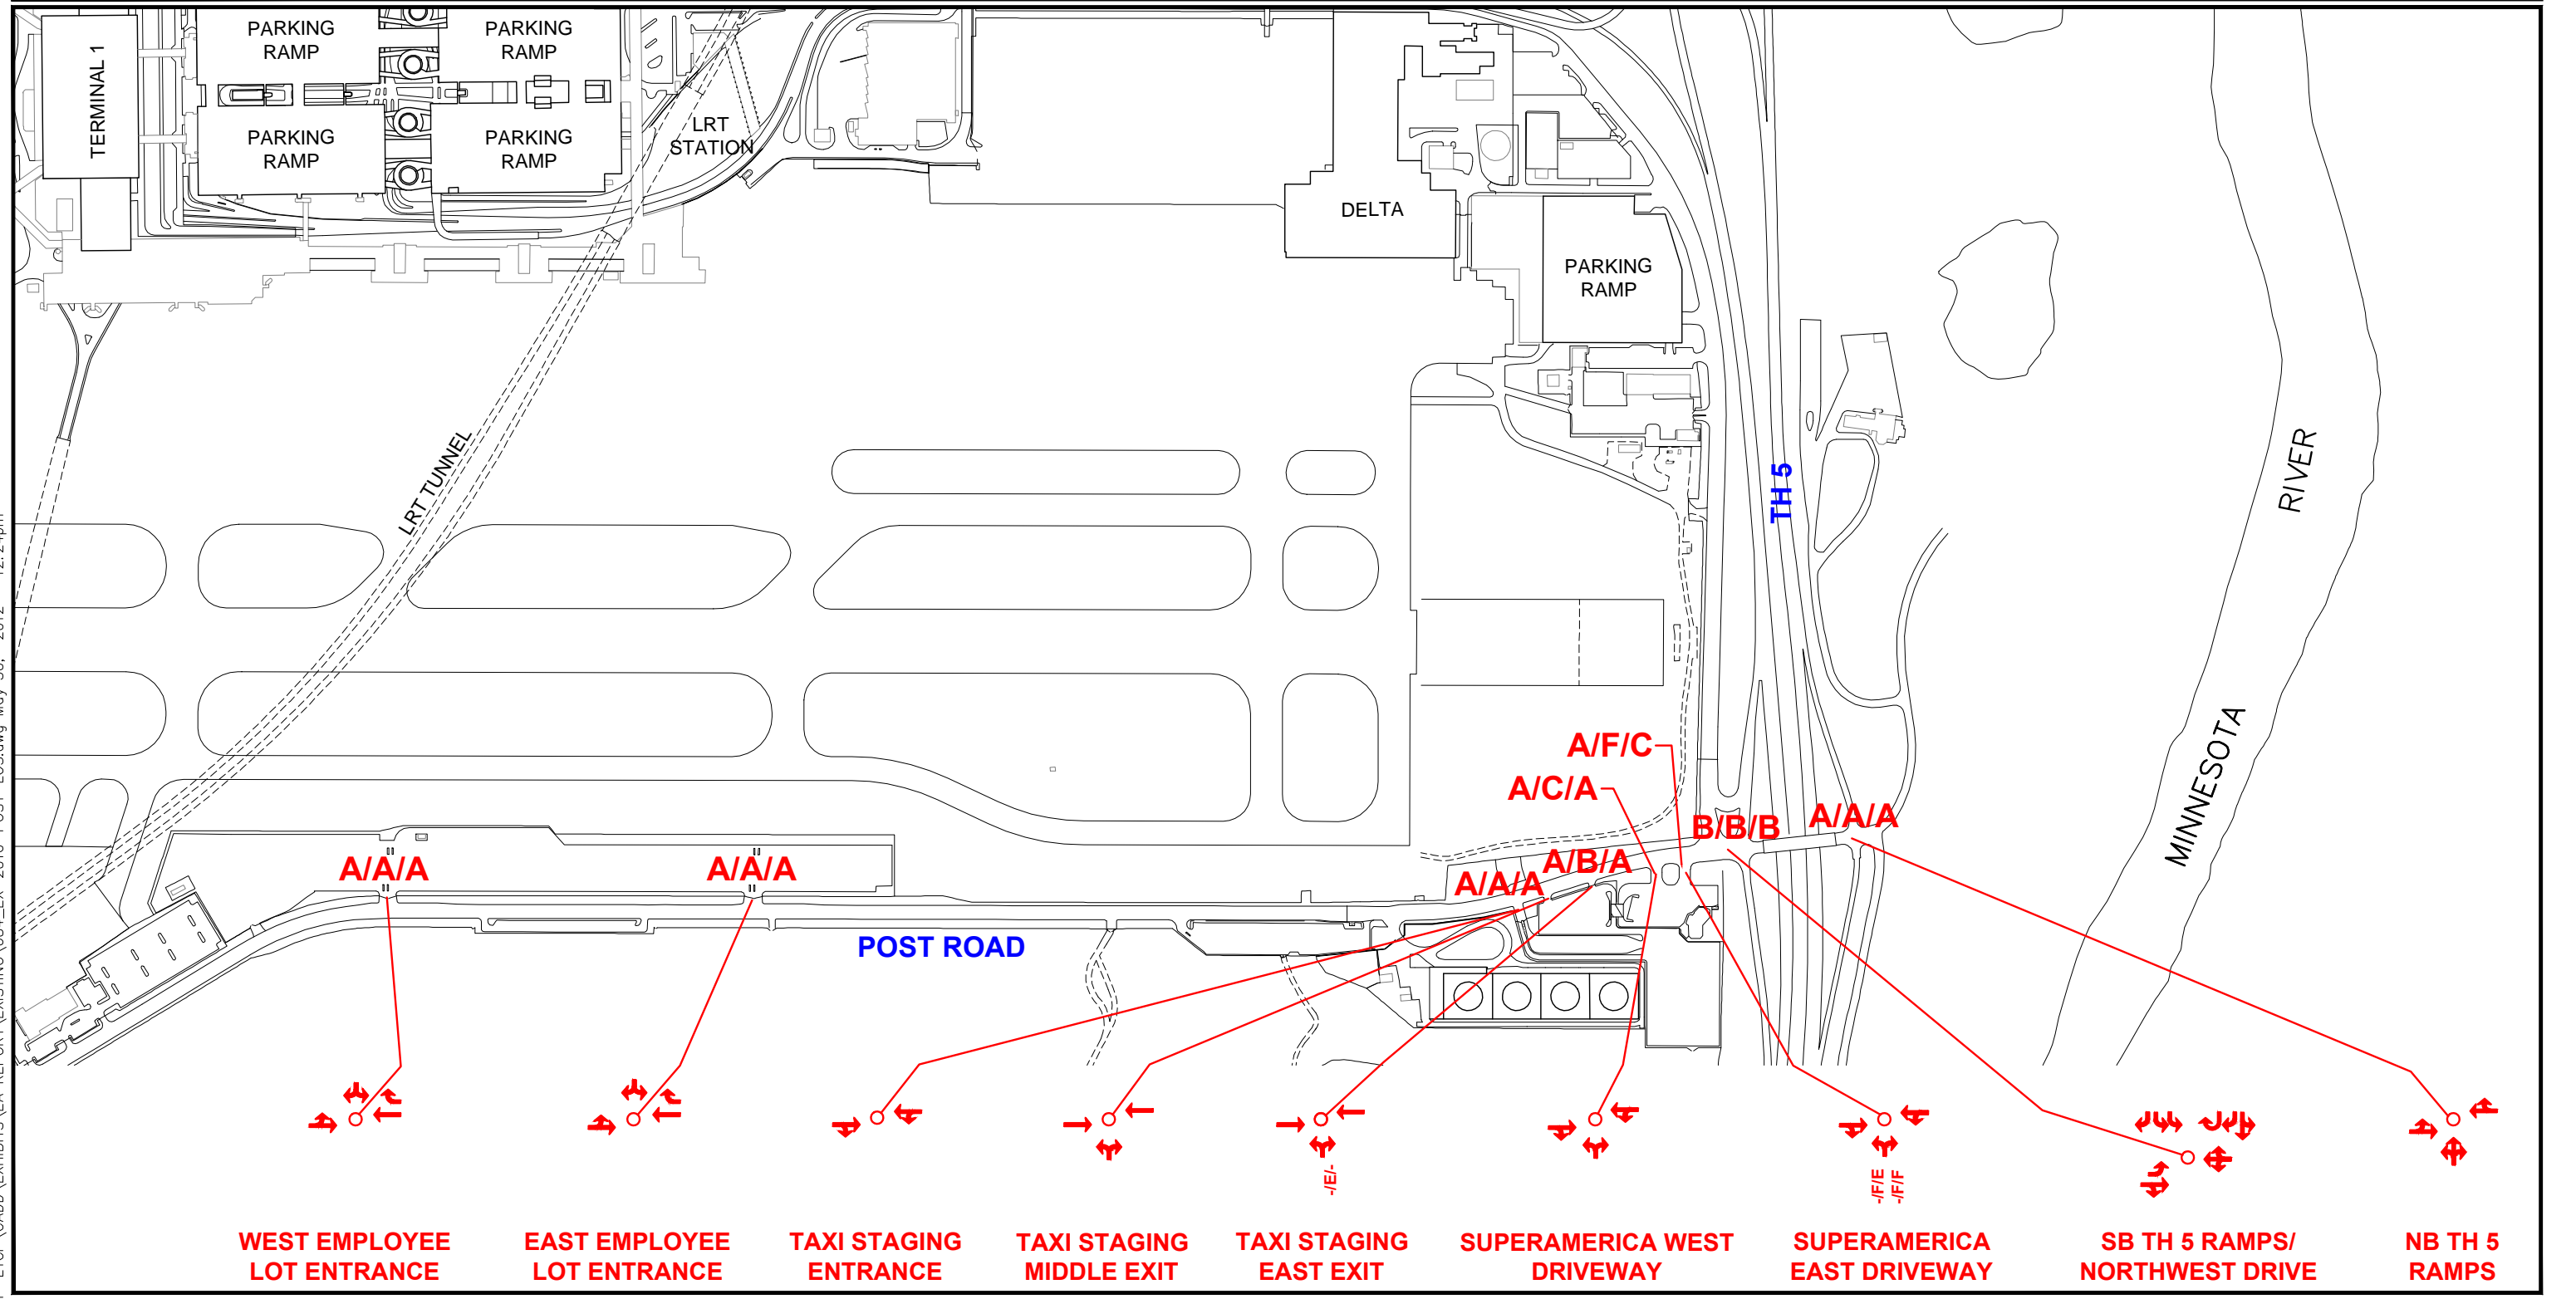 TERMINAL 1
PARKING
RAMP
PARKING
RAMP
PARKING
RAMP
PARKING
RAMP
LRT
STATION
DELTA
PARKING
RAMP
LRT TUNNEL
TH 5
MINNESOTA
RIVER
A/F/C
A/C/A
B/B/B
A/A/A
A/B/A
A/A/A
A/A/A
A/A/A
POST ROAD
-/E/-
-/F/E
-/F/F
WEST EMPLOYEE
LOT ENTRANCE
EAST EMPLOYEE
LOT ENTRANCE
TAXI STAGING
ENTRANCE
TAXI STAGING
MIDDLE EXIT
TAXI STAGING
EAST EXIT
SUPERAMERICA WEST
DRIVEWAY
SUPERAMERICA
EAST DRIVEWAY
SB TH 5 RAMPS/
NORTHWEST DRIVE
NB TH 5
RAMPS